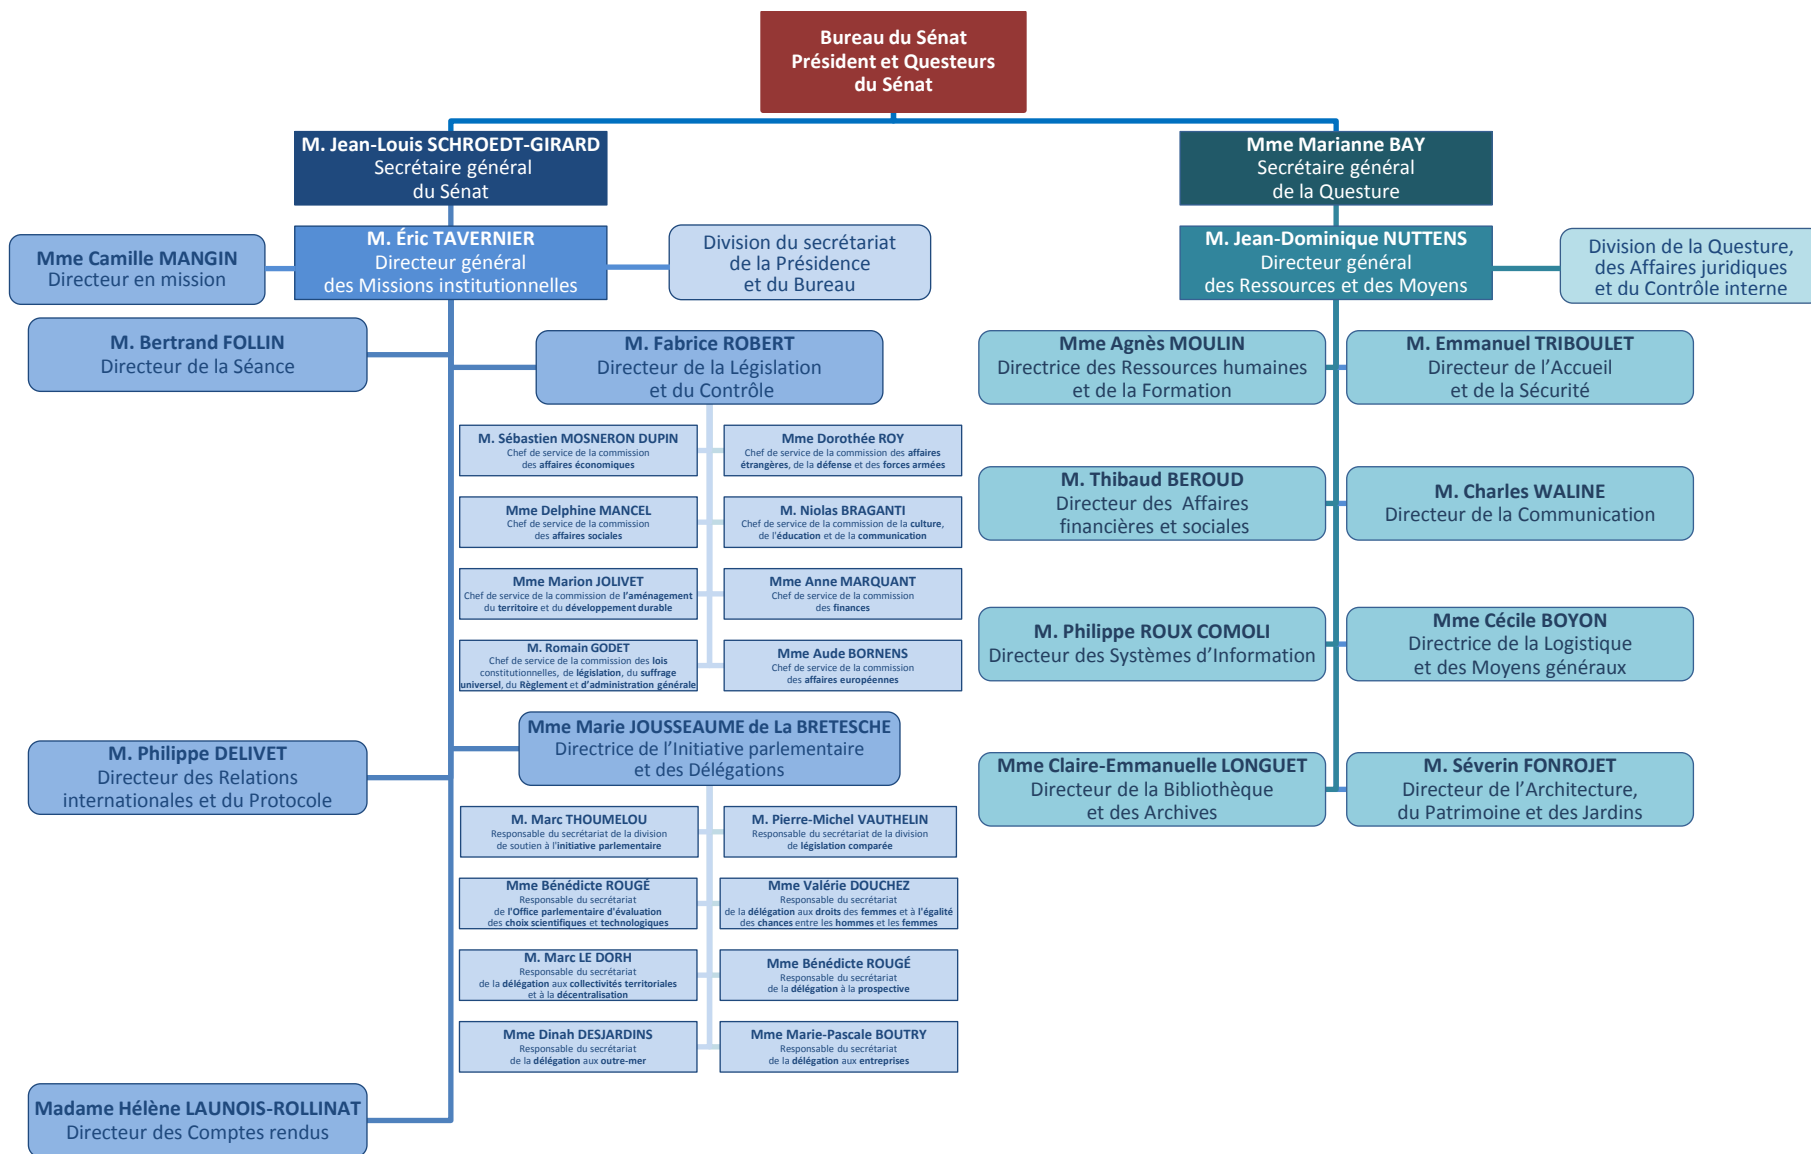 Bureau du Sénat
Président et Questeurs
du Sénat
M. Jean-Louis SCHROEDT-GIRARD
Secrétaire général
du Sénat
Mme Marianne BAY
Secrétaire général
de la Questure
Mme Camille MANGIN
Directeur en mission
M. Éric TAVERNIER
Directeur général
des Missions institutionnelles
Division du secrétariat
de la Présidence
et du Bureau
M. Jean-Dominique NUTTENS
Directeur général
des Ressources et des Moyens
Division de la Questure,
des Affaires juridiques
et du Contrôle interne
M. Bertrand FOLLIN
Directeur de la Séance
M. Fabrice ROBERT
Directeur de la Législation
et du Contrôle
M. Sébastien MOSNERON DUPIN
Chef de service de la commission
des affaires économiques
Mme Dorothée ROY
Chef de service de la commission des affaires
étrangères, de la défense et des forces armées
Mme Delphine MANCEL
Chef de service de la commission
des affaires sociales
M. Niolas BRAGANTI
Chef de service de la commission de la culture,
de l'éducation et de la communication
Mme Marion JOLIVET
Chef de service de la commission de l'aménagement
du territoire et du développement durable
Mme Anne MARQUANT
Chef de service de la commission
des finances
M. Romain GODET
Chef de service de la commission des lois
constitutionnelles, de législation, du suffrage
universel, du Règlement et d'administration générale
Mme Aude BORNENS
Chef de service de la commission
des affaires européennes
M. Philippe DELIVET
Directeur des Relations
internationales et du Protocole
Mme Marie JOUSSEAUME de La BRETESCHE
Directrice de l'Initiative parlementaire
et des Délégations
M. Marc THOUMELOU
Responsable du secrétariat de la division
de soutien à l'initiative parlementaire
M. Pierre-Michel VAUTHELIN
Responsable du secrétariat de la division
de législation comparée
Mme Bénédicte ROUGÉ
Responsable du secrétariat
de l'Office parlementaire d'évaluation
des choix scientifiques et technologiques
Mme Valérie DOUCHEZ
Responsable du secrétariat
de la délégation aux droits des femmes et à l'égalité
des chances entre les hommes et les femmes
M. Marc LE DORH
Responsable du secrétariat
de la délégation aux collectivités territoriales
et à la décentralisation
Mme Bénédicte ROUGÉ
Responsable du secrétariat
de la délégation à la prospective
Mme Dinah DESJARDINS
Responsable du secrétariat
de la délégation aux outre-mer
Mme Marie-Pascale BOUTRY
Responsable du secrétariat
de la délégation aux entreprises
Madame Hélène LAUNOIS-ROLLINAT
Directeur des Comptes rendus
Mme Agnès MOULIN
Directrice des Ressources humaines
et de la Formation
M. Emmanuel TRIBOULET
Directeur de l'Accueil
et de la Sécurité
M. Thibaud BEROUD
Directeur des Affaires
financières et sociales
M. Charles WALINE
Directeur de la Communication
M. Philippe ROUX COMOLI
Directeur des Systèmes d'Information
Mme Cécile BOYON
Directrice de la Logistique
et des Moyens généraux
Mme Claire-Emmanuelle LONGUET
Directeur de la Bibliothèque
et des Archives
M. Séverin FONROJET
Directeur de l'Architecture,
du Patrimoine et des Jardins